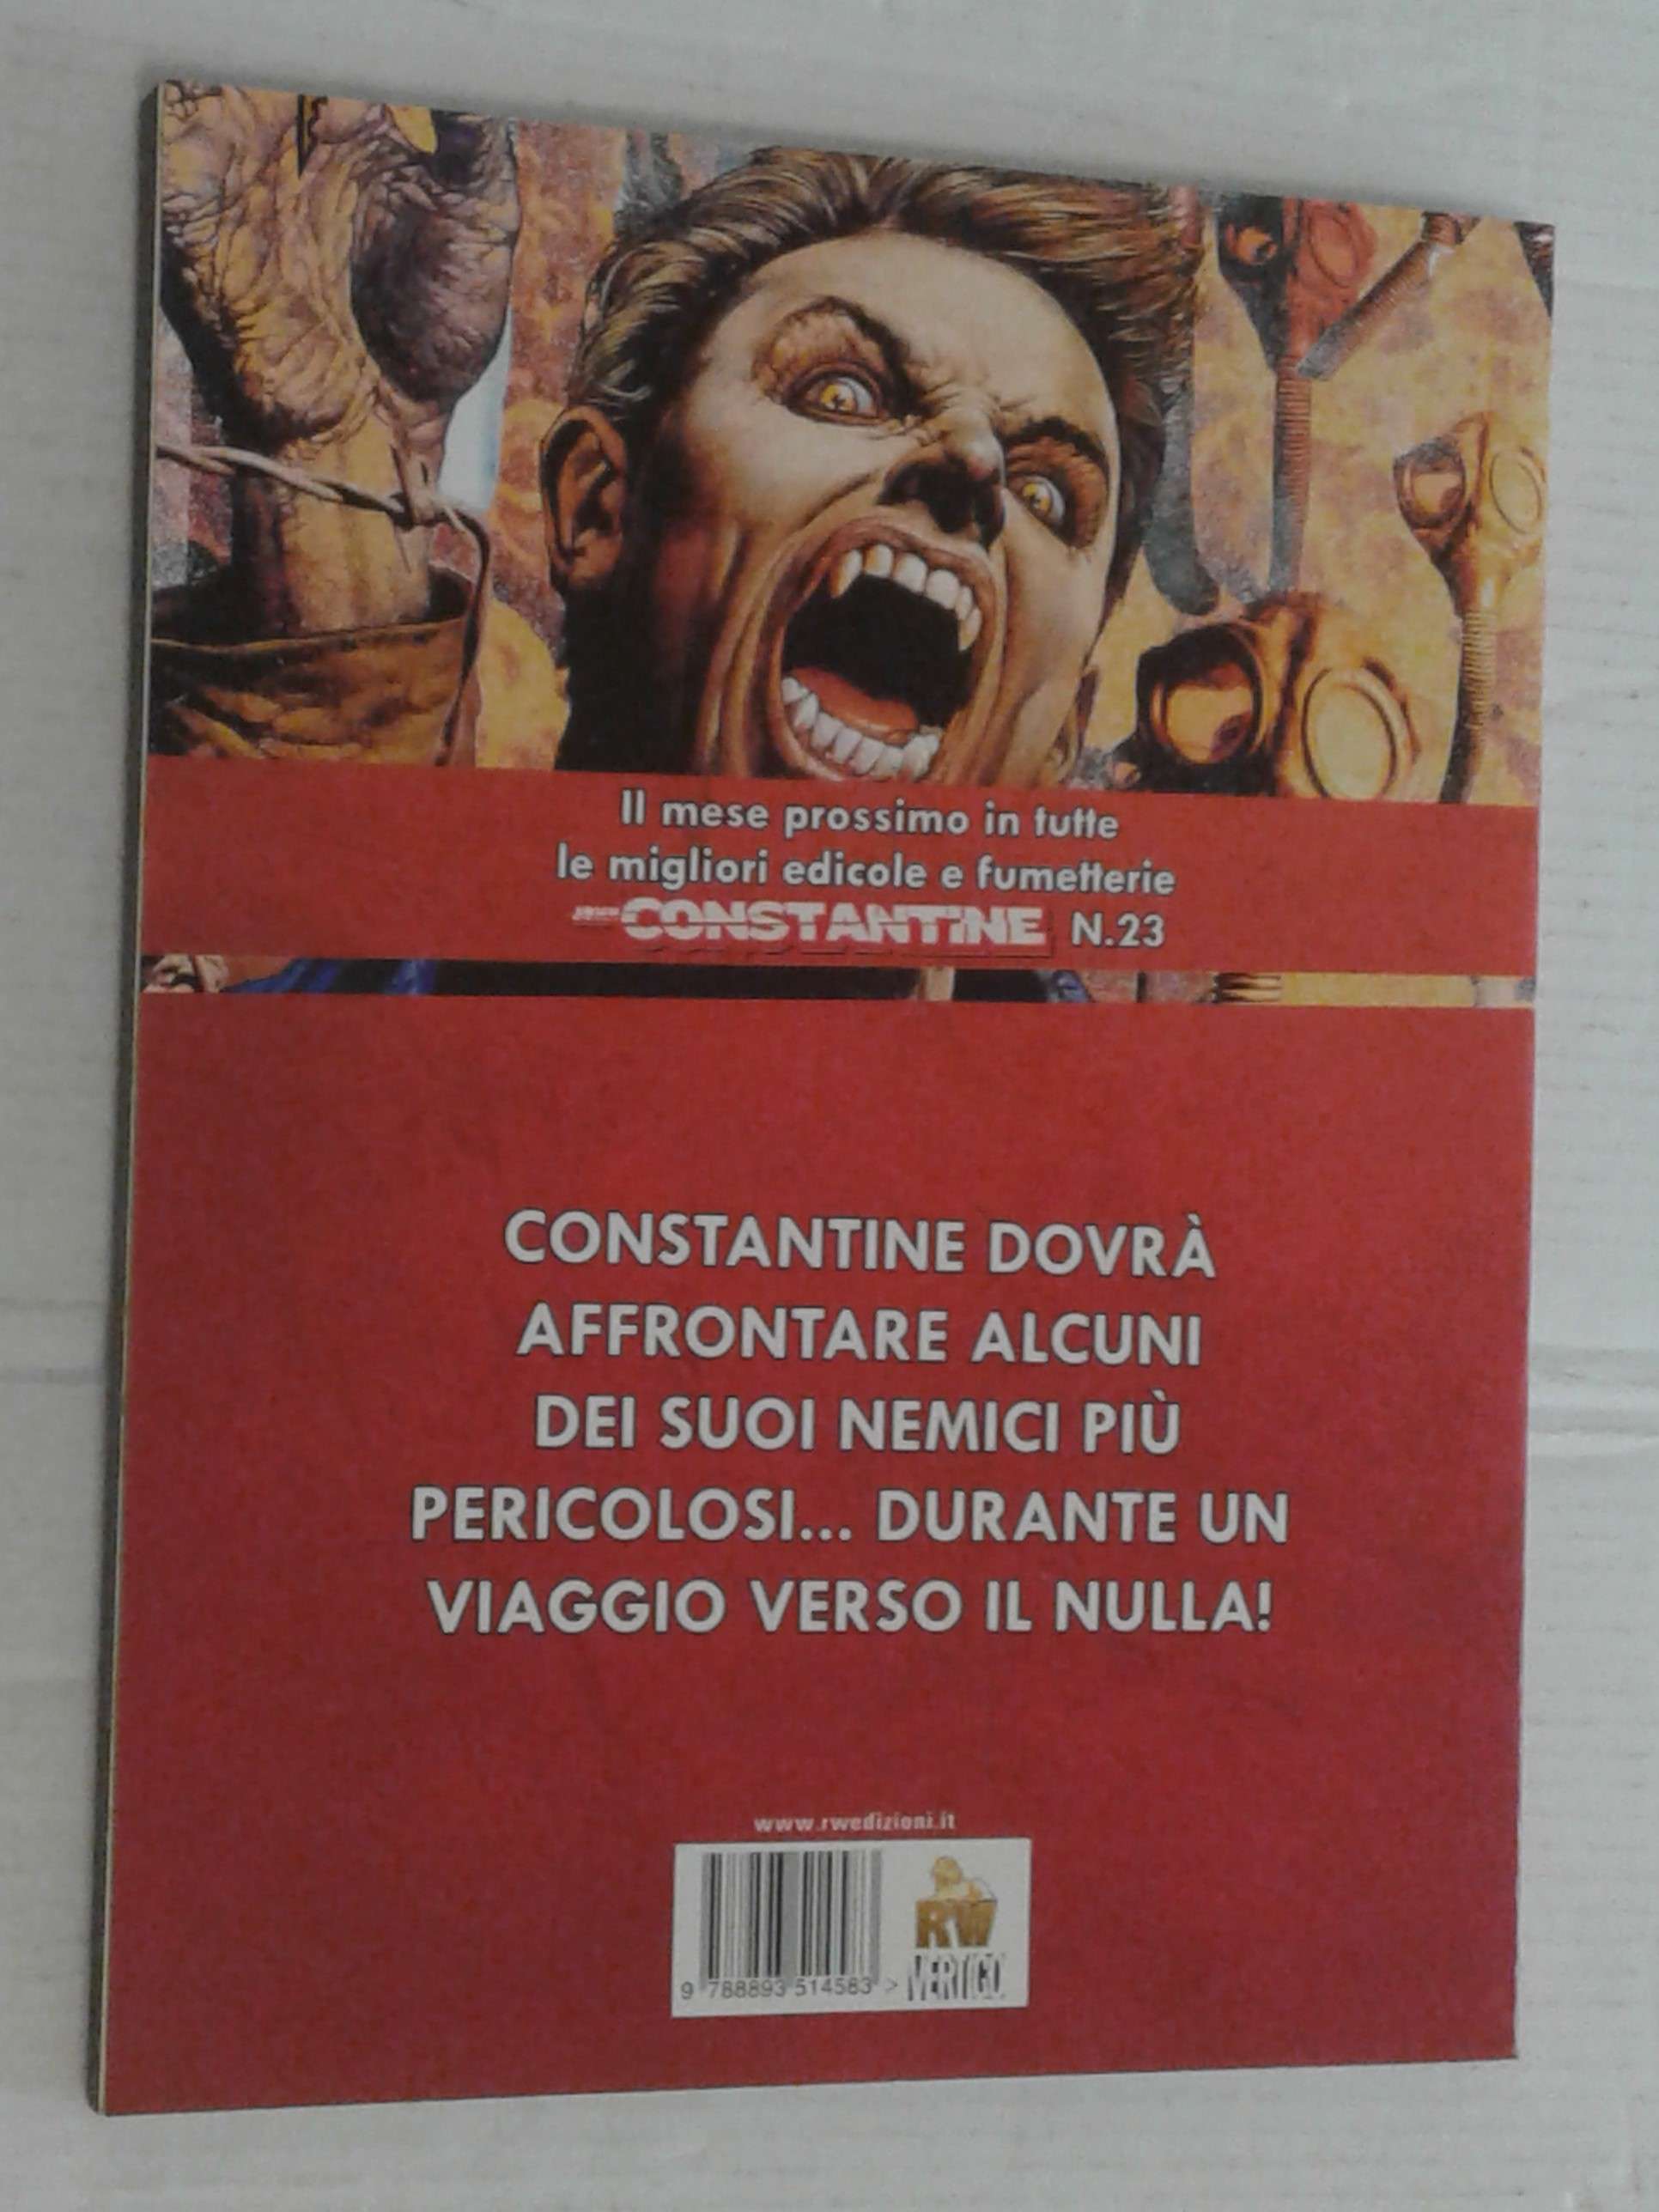 Il mese prossimo in tutte
le migliori edicole e fumetterie
JOHN CONSTANTINE N.23
CONSTANTINE DOVRÀ
AFFRONTARE ALCUNI
DEI SUOI NEMICI PIÙ
PERICOLOSI... DURANTE UN
VIAGGIO VERSO IL NULLA!
www.rwedizioni.it
9 788893 514583 >
RW
VERTIGO